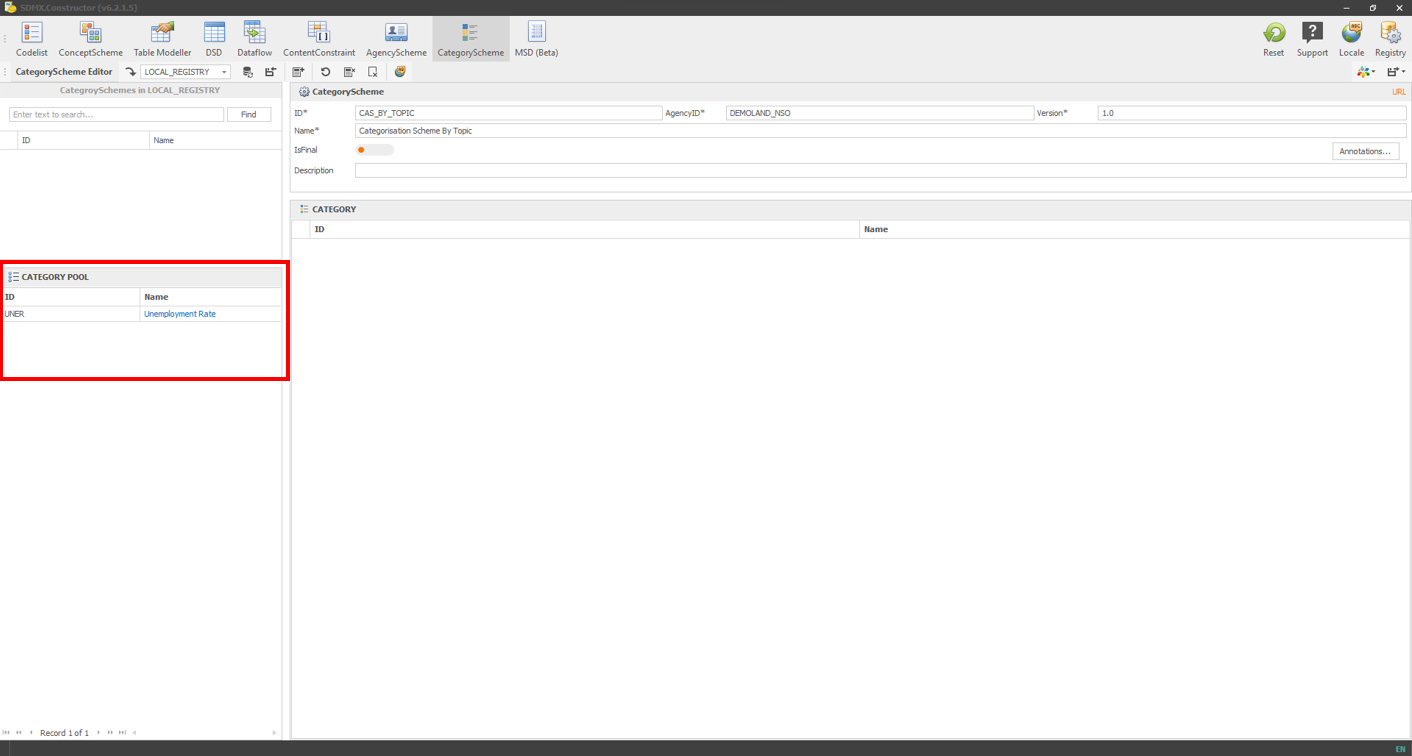 SDMX.Constructor (v6.2.1.5)
Codelist ConceptScheme Table Modeller DSD Dataflow ContentConstraint AgencyScheme CategoryScheme MSD (Beta) Reset Support Locale Registry
CategoryScheme Editor LOCAL_REGISTRY
CategroySchemes in LOCAL_REGISTRY
Enter text to search... Find
ID Name
CATEGORY POOL
ID Name
UNER Unemployment Rate
Record 1 of 1
CategoryScheme URL
ID* CAS_BY_TOPIC AgencyID* DEMOLAND_NSO Version* 1.0
Name* Categorisation Scheme By Topic
IsFinal Annotations...
Description
CATEGORY
ID Name
EN